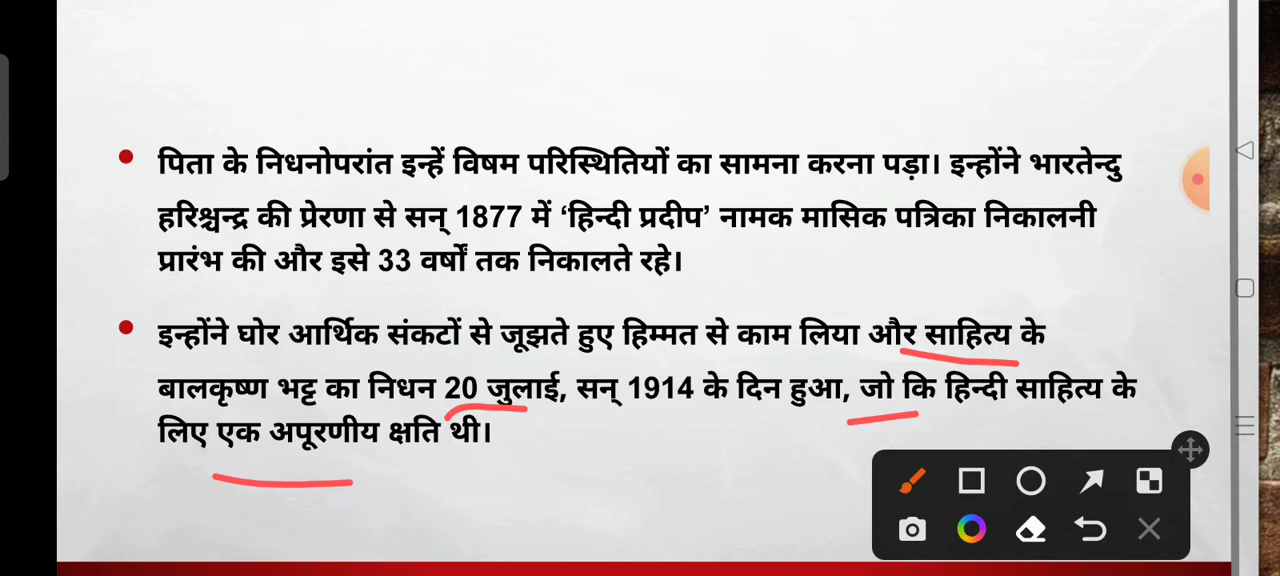 पिता के निधनोपरांत इन्हें विषम परिस्थितियों का सामना करना पड़ा। इन्होंने भारतेन्दु
हरिश्चन्द्र की प्रेरणा से सन् 1877 में ‘हिन्दी प्रदीप’ नामक मासिक पत्रिका निकालनी
प्रारंभ की और इसे 33 वर्षों तक निकालते रहे।
इन्होंने घोर आर्थिक संकटों से जूझते हुए हिम्मत से काम लिया और साहित्य के
बालकृष्ण भट्ट का निधन 20 जुलाई, सन् 1914 के दिन हुआ, जो कि हिन्दी साहित्य के
लिए एक अपूरणीय क्षति थी।